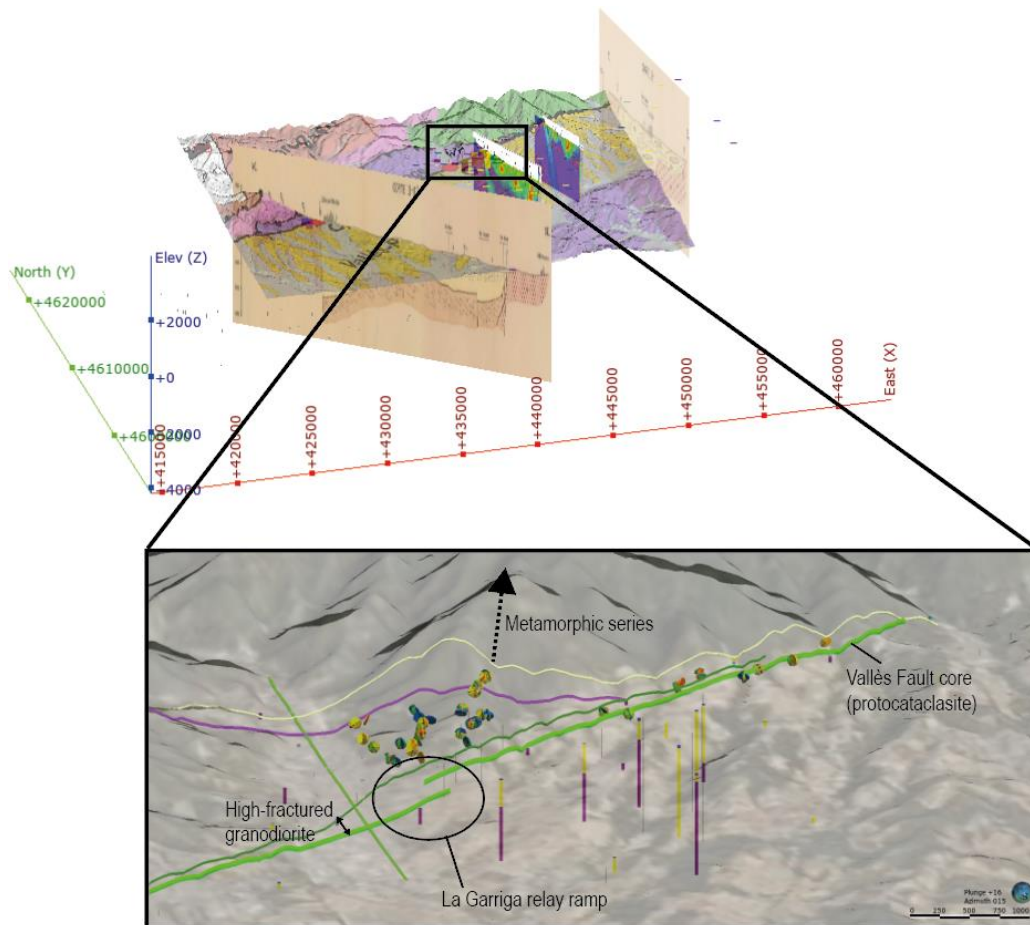 North (Y)
+4620000
+4610000
Elev (Z)
+2000
+0
-4000
+415000
+420000
+425000
+430000
+435000
+440000
+445000
+450000
+455000
+460000
East (X)
Metamorphic series
Vallès Fault core
(protocataclasite)
High-fractured
granodiorite
La Garriga relay ramp
Plunge +16
Azimuth 015
0 250 500 750 1000